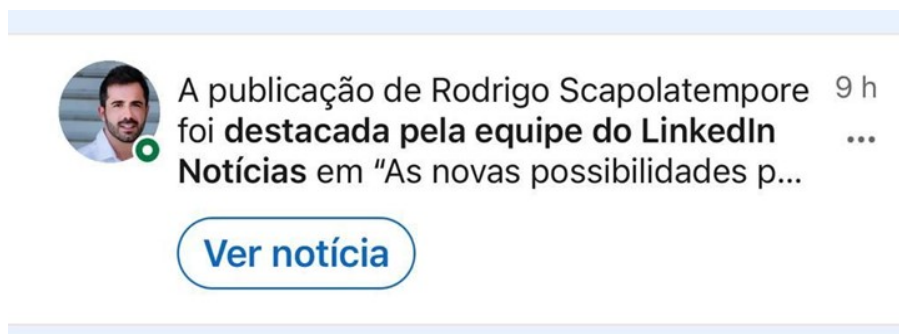 A publicação de Rodrigo Scapolatempore 9 h
foi destacada pela equipe do LinkedIn
Notícias em “As novas possibilidades p...
Ver notícia